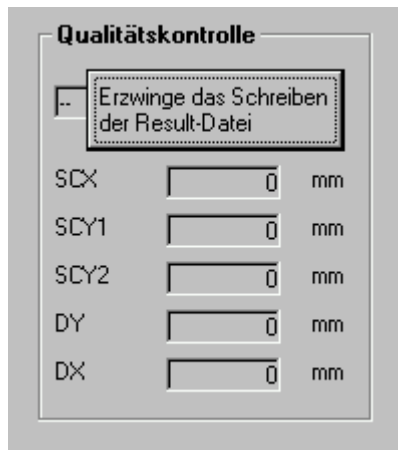 Qualitätskontrolle
--
Erzwinge das Schreiben
der Result-Datei
SCX 0 mm
SCY1 0 mm
SCY2 0 mm
DY 0 mm
DX 0 mm